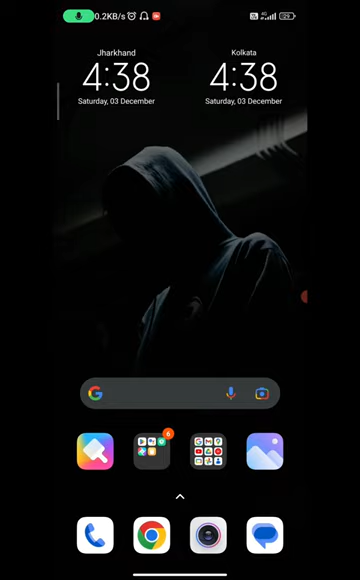 0.2KB/s
Jharkhand
Kolkata
4:38
4:38
Saturday, 03 December
Saturday, 03 December
6